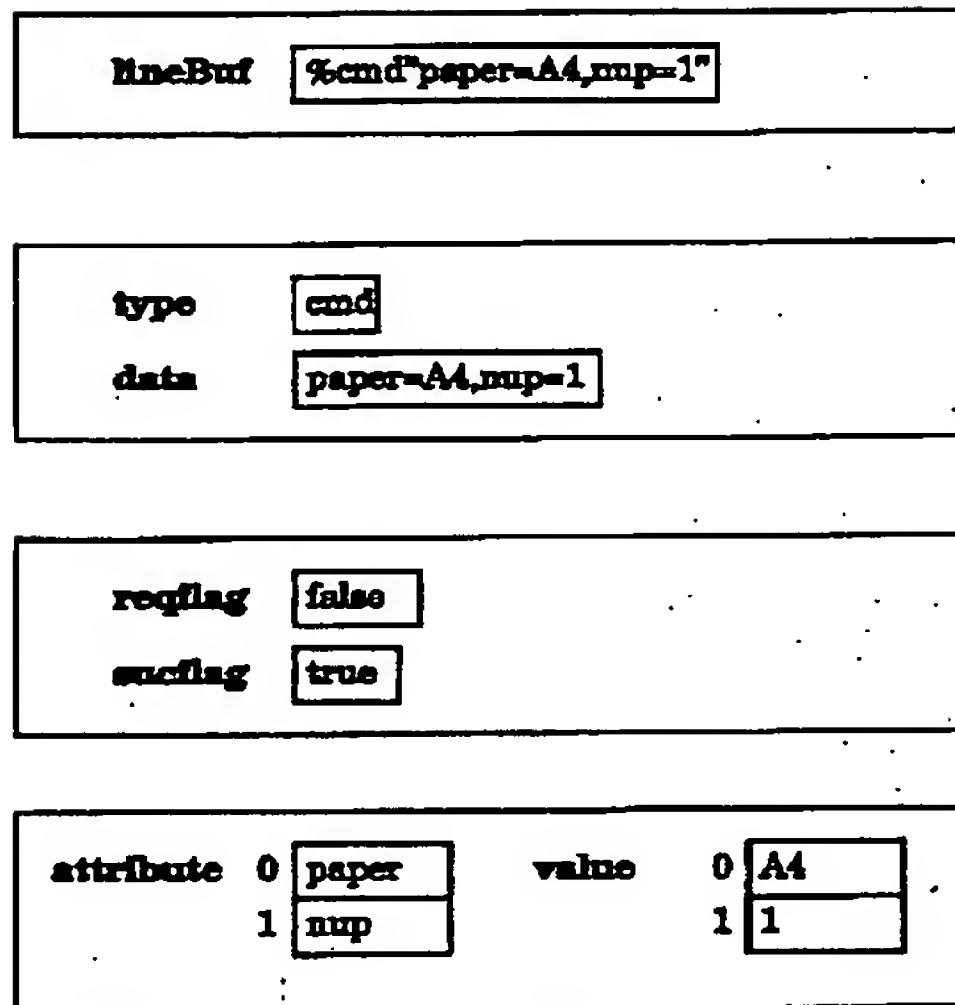 lineBuf %cmd"paper=A4,nup=1"
type cmd
data paper=A4,nup=1
reqflag false
sucflag true
attribute 0 paper value 0 A4
1 nup 1 1